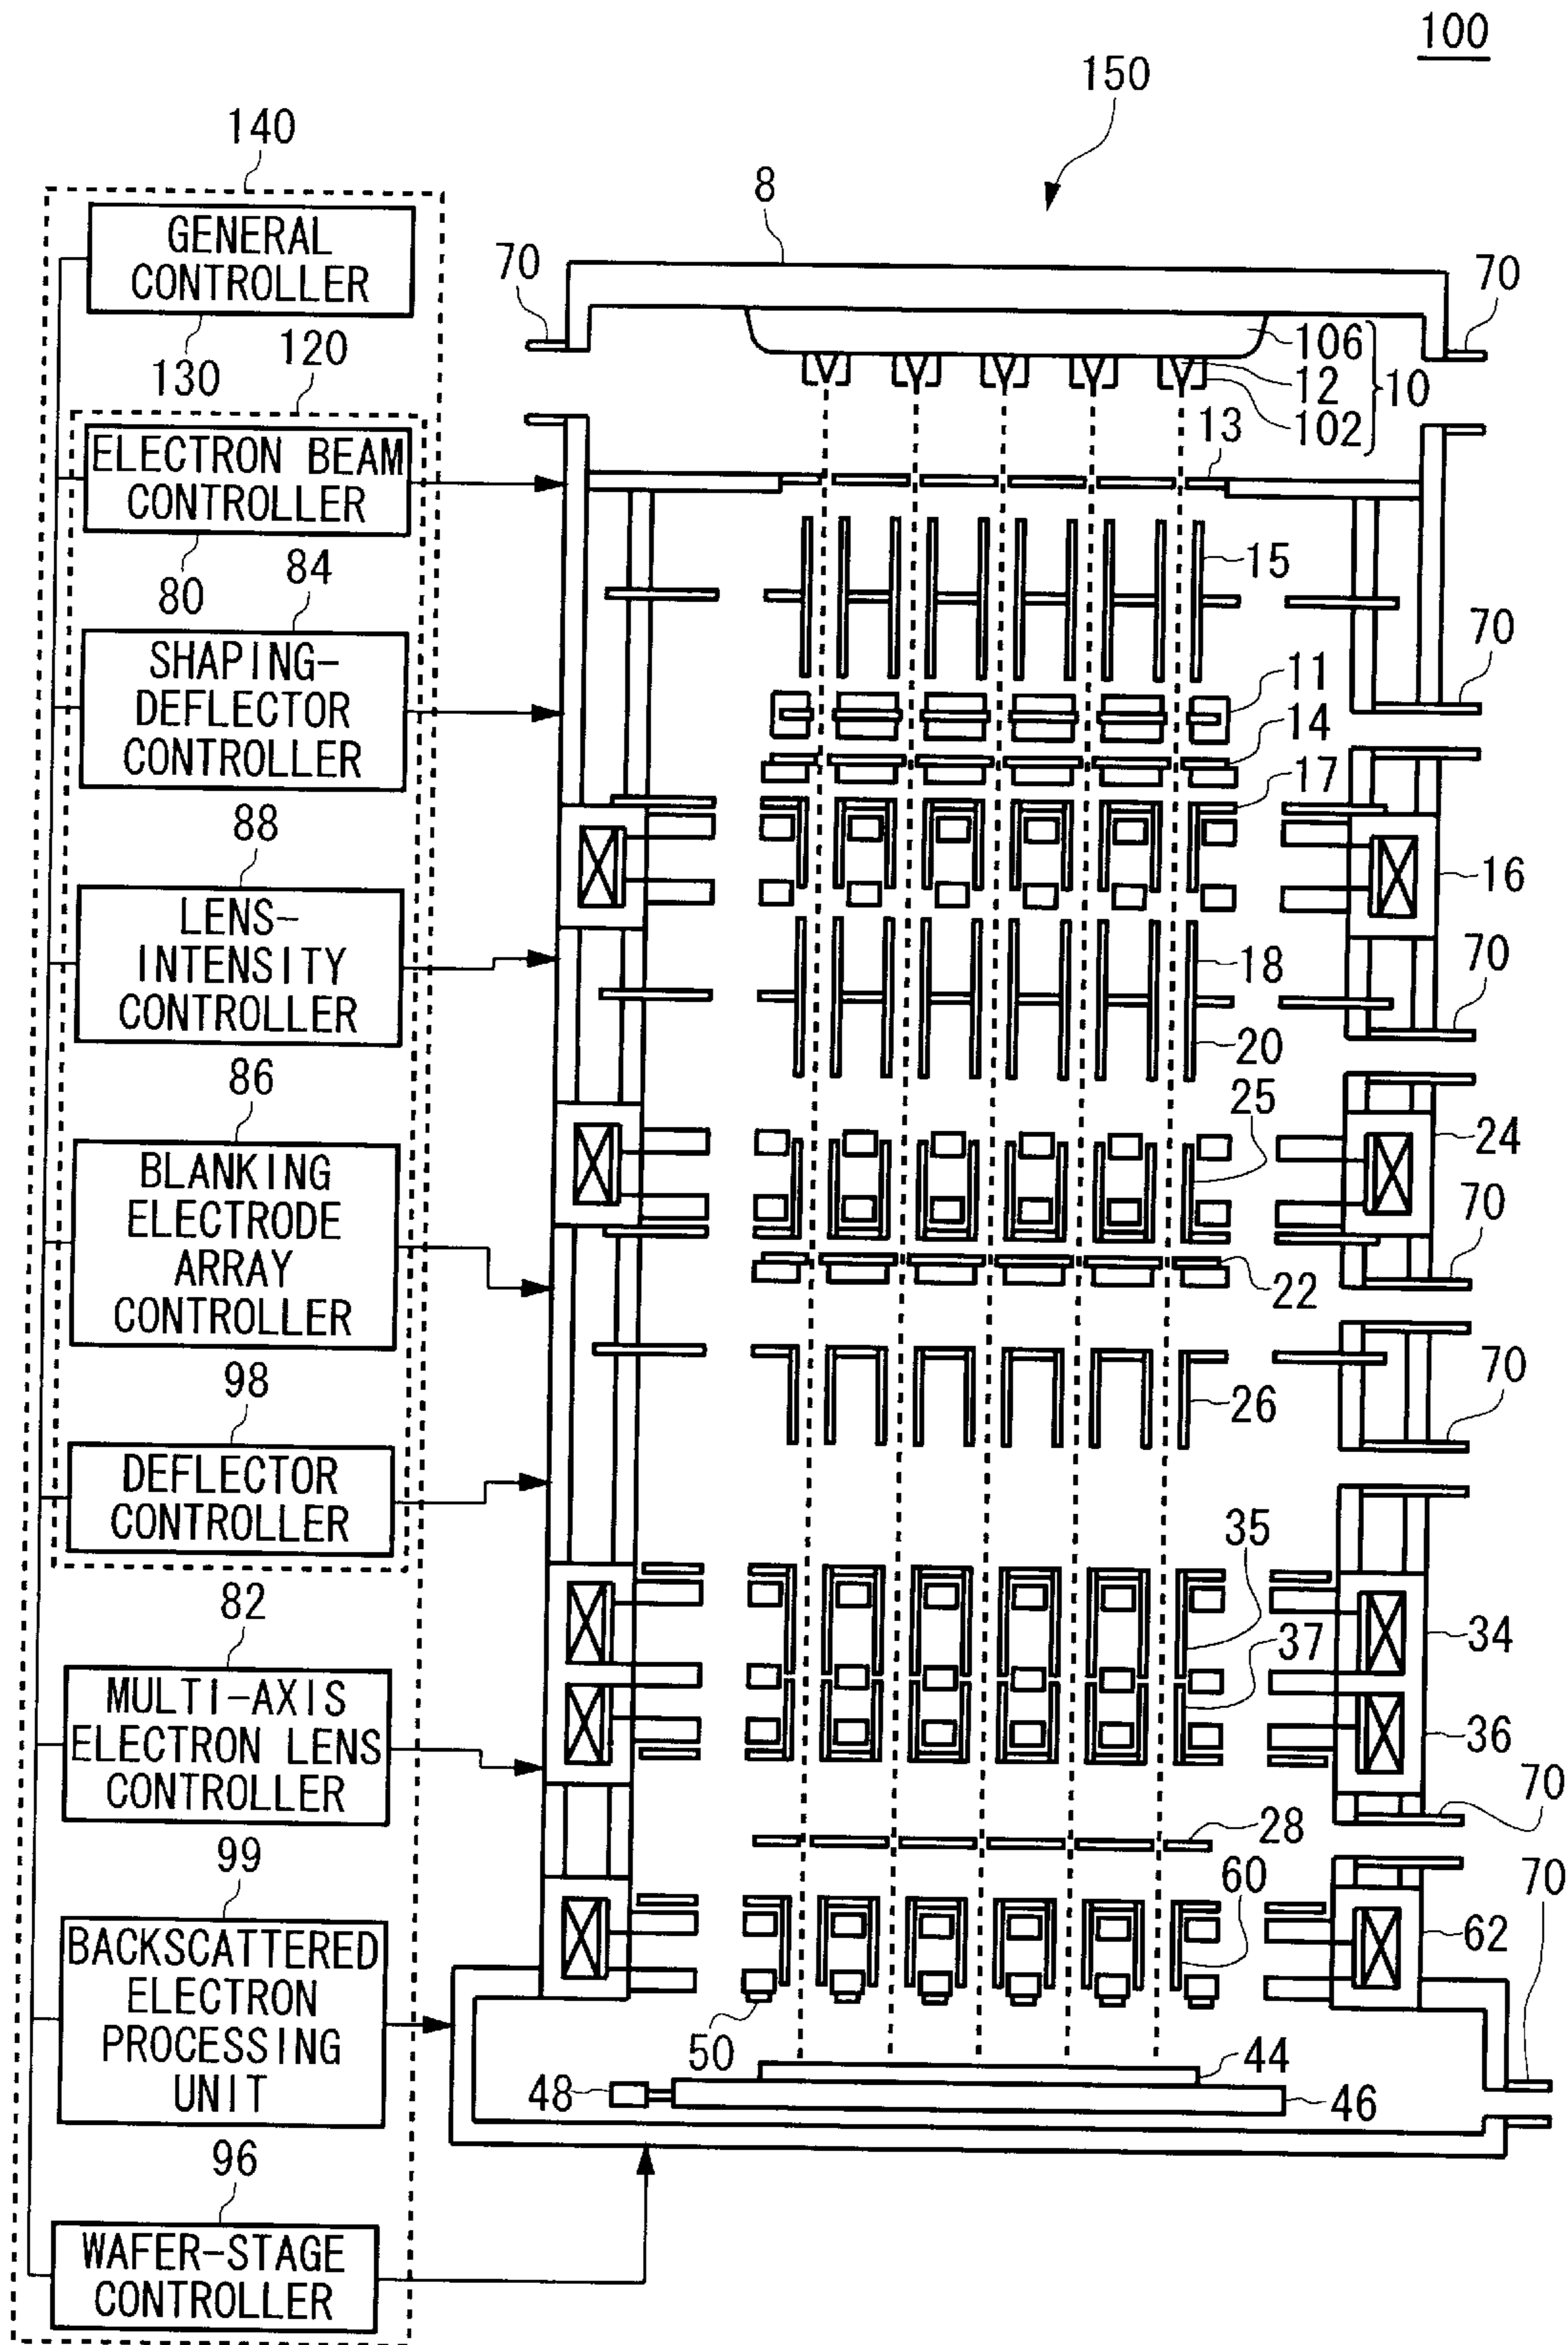 100
150
140
8
GENERAL
CONTROLLER
130
70
70
106
12
102
10
120
ELECTRON BEAM
CONTROLLER
80
13
15
84
SHAPING-
DEFLECTOR
CONTROLLER
70
11
14
17
88
LENS-
INTENSITY
CONTROLLER
16
18
70
20
86
BLANKING
ELECTRODE
ARRAY
CONTROLLER
25
24
70
22
98
DEFLECTOR
CONTROLLER
26
70
35
82
MULTI-AXIS
ELECTRON LENS
CONTROLLER
34
37
36
70
28
99
BACKSCATTERED
ELECTRON
PROCESSING
UNIT
60
70
62
50
44
48
46
96
WAFER-STAGE
CONTROLLER